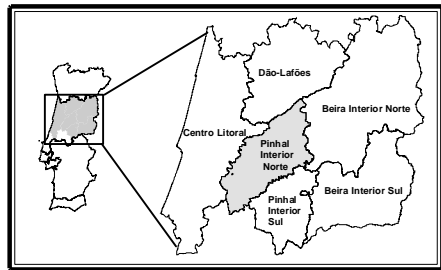 Dão-Lafões
Beira Interior Norte
Centro Litoral
Pinhal
Interior
Norte
Beira Interior Sul
Pinhal
Interior
Sul